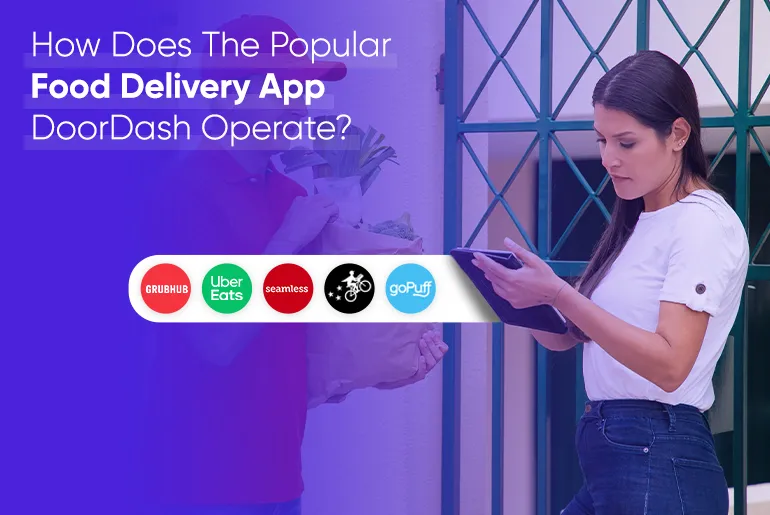 How Does The Popular
Food Delivery App
DoorDash Operate?
GRUBHUB
Uber
Eats
seamless
goPuff